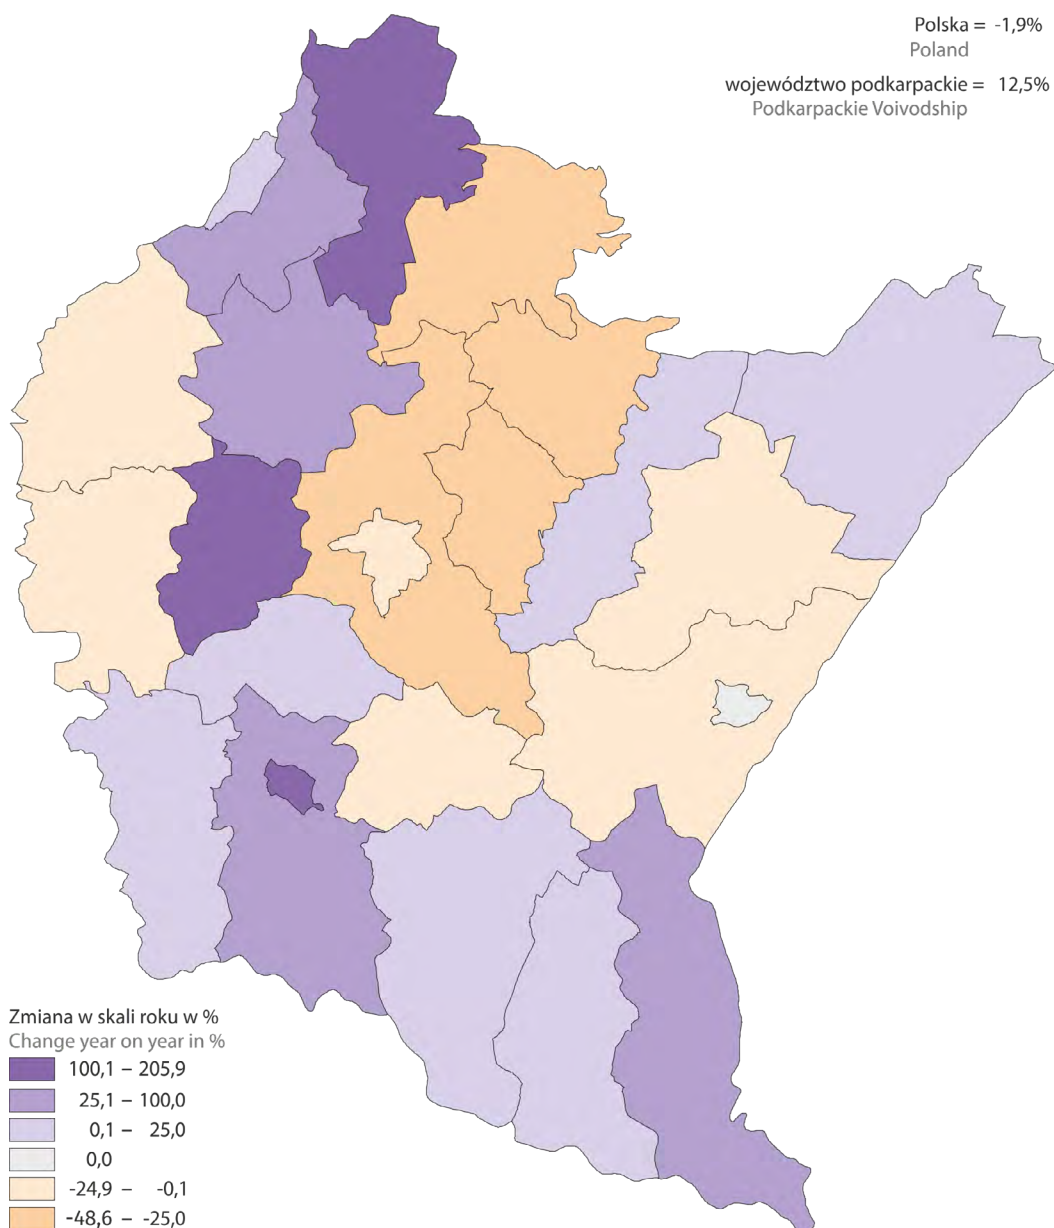 Polska = -1,9%
Poland
województwo podkarpackie = 12,5%
Podkarpackie Voivodship
Zmiana w skali roku w %
Change year on year in %
100,1 – 205,9
25,1 – 100,0
0,1 – 25,0
0,0
-24,9 – -0,1
-48,6 – -25,0